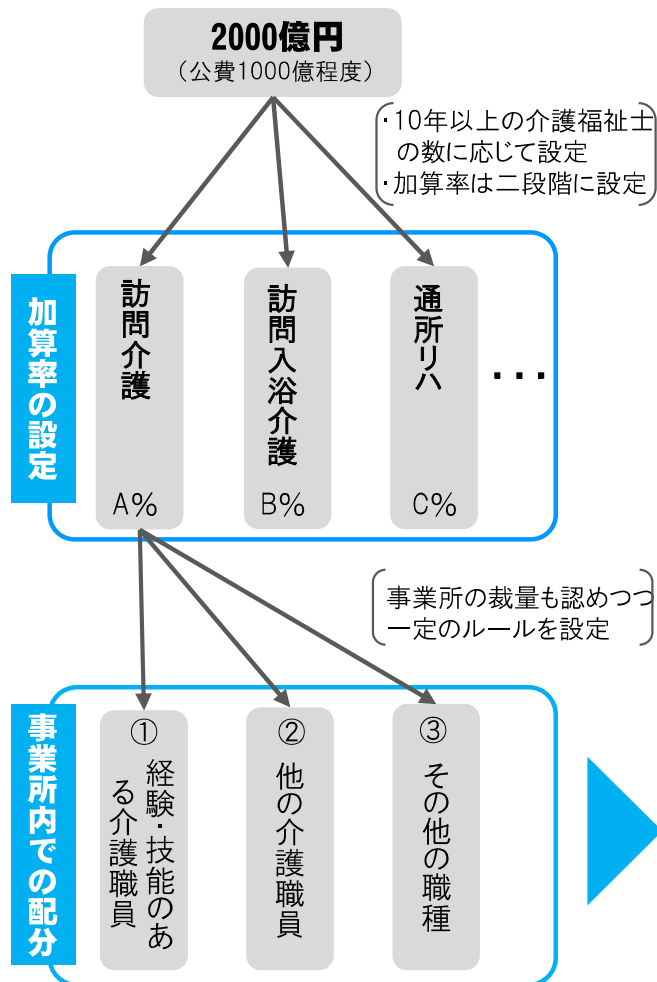 2000億円
（公費1000億程度）
・10年以上の介護福祉士
の数に応じて設定
・加算率は二段階に設定
加算率の設定
訪問介護
A%
訪問入浴介護
B%
通所リハ
C%
・・・
事業所の裁量も認めつつ
一定のルールを設定
事業所内での配分
①
経験・技能のあ
る介護職員
②
他の介護職員
③
その他の職種